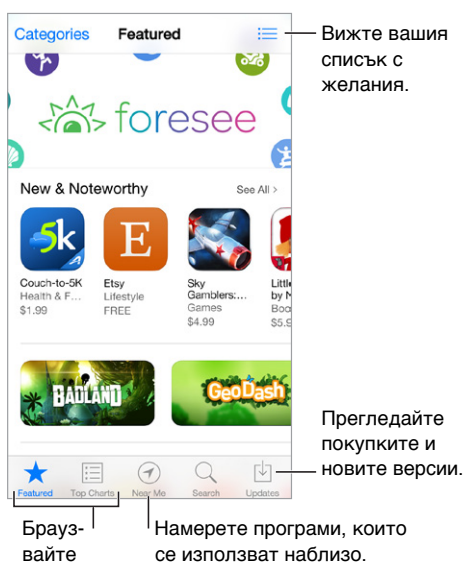 Categories Featured
Вижте вашия
списък с
желания.
foresee
New & Noteworthy See All >
5k
E
Couch-to-5K
Health & F...
$1.99
Etsy
Lifestyle
FREE
Sky
Gamblers:...
Games
$4.99
Little
by M
Boo
$5.9
BADLAND
GeoDash
Прегледайте
покупките и
новите версии.
Featured Top Charts Near Me Search Updates
Брауз-
вайте
Намерете програми, които
се използват наблизо.